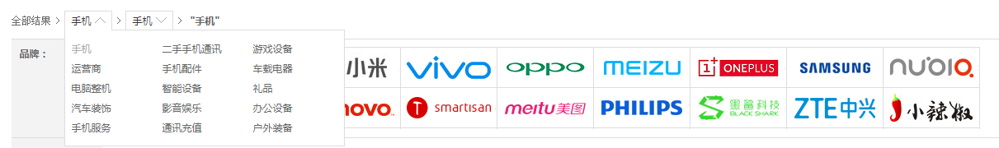 全部结果 > 手机 > 手机 > "手机"
品牌：
手机 二手手机通讯 游戏设备
运营商 手机配件 车载电器
电脑整机 智能设备 礼品
汽车装饰 影音娱乐 办公设备
手机服务 通讯充值 户外装备
小米 vivo oppo MEIZU 1+ ONEPLUS SAMSUNG nubia
novo. T smartisan meitu美图 PHILIPS 黑鲨科技 BLACK SHARK ZTE中兴 小辣椒